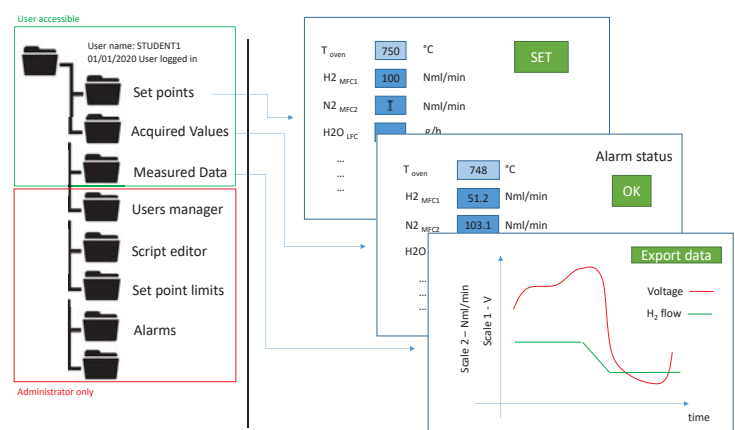 User accessible
User name: STUDENT1
01/01/2020 User logged in
Set points
Acquired Values
Measured Data
Users manager
Script editor
Set point limits
Alarms
Administrator only
T oven 750 °C
SET
H2 MFC1 100 Nml/min
N2 MFC2 Nml/min
H2O LFC g/h
...
...
...
Alarm status
T oven 748 °C
OK
H2 MFC1 51.2 Nml/min
N2 MFC2 103.1 Nml/min
H2O
...
...
...
Export data
Voltage
H2 flow
Scale 2 – Nml/min
Scale 1 - V
time